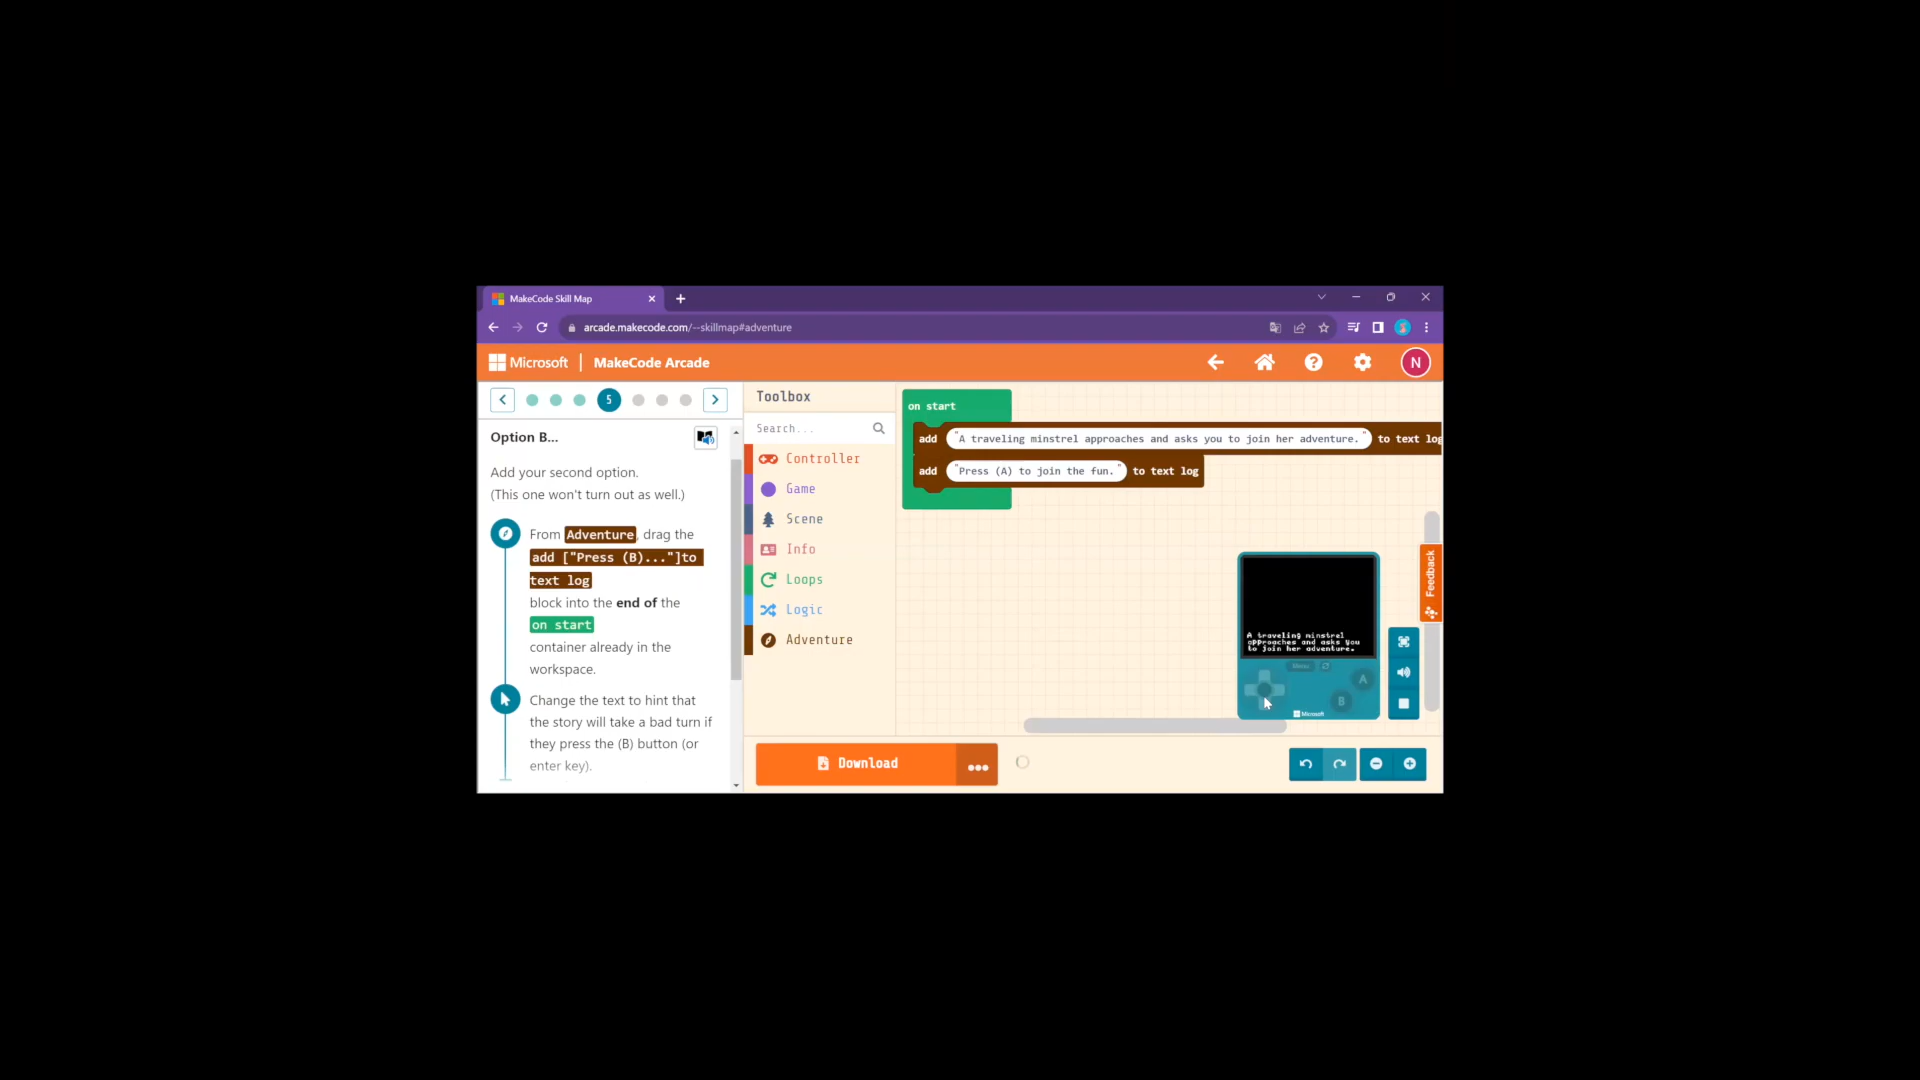 MakeCode Skill Map
arcade.makecode.com/--skillmap#adventure
Microsoft | MakeCode Arcade
N
5
Option B...
Add your second option.
(This one won't turn out as well.)
From Adventure, drag the
add ["Press (B)..."]to
text log
block into the end of the
on start
container already in the
workspace.
Change the text to hint that
the story will take a bad turn if
they press the (B) button (or
enter key).
Toolbox
Search...
Controller
Game
Scene
Info
Loops
Logic
Adventure
on start
add "A traveling minstrel approaches and asks you to join her adventure." to text log
add "Press (A) to join the fun." to text log
A traveling minstrel
approaches and asks you
to join her adventure.
Menu
A
B
Microsoft
Feedback
Download